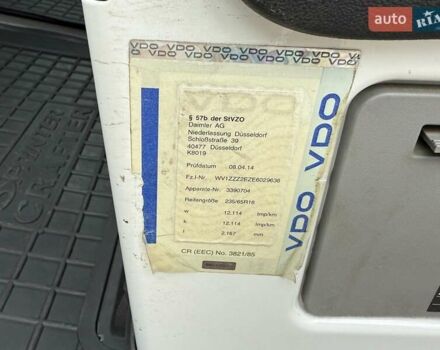 AUTO RIA
VDO VDO VDO VDO VDO
VDO
§ 57b der StVZO
Daimler AG
Niederlassung Düsseldorf
Schloßstraße 39
40477 Düsseldorf
K8019
Prüfdatum 08.04.14
Fz.I-Nr. WV1ZZZ2EZE6029636
Apparate-Nr. 3390704
Reifengröße 235/65R16
w 12.114 Imp/km
k 12.114 Imp/km
l 2.167 mm
CR (EEC) No. 3821/85
VDO VDO
CRAFTER